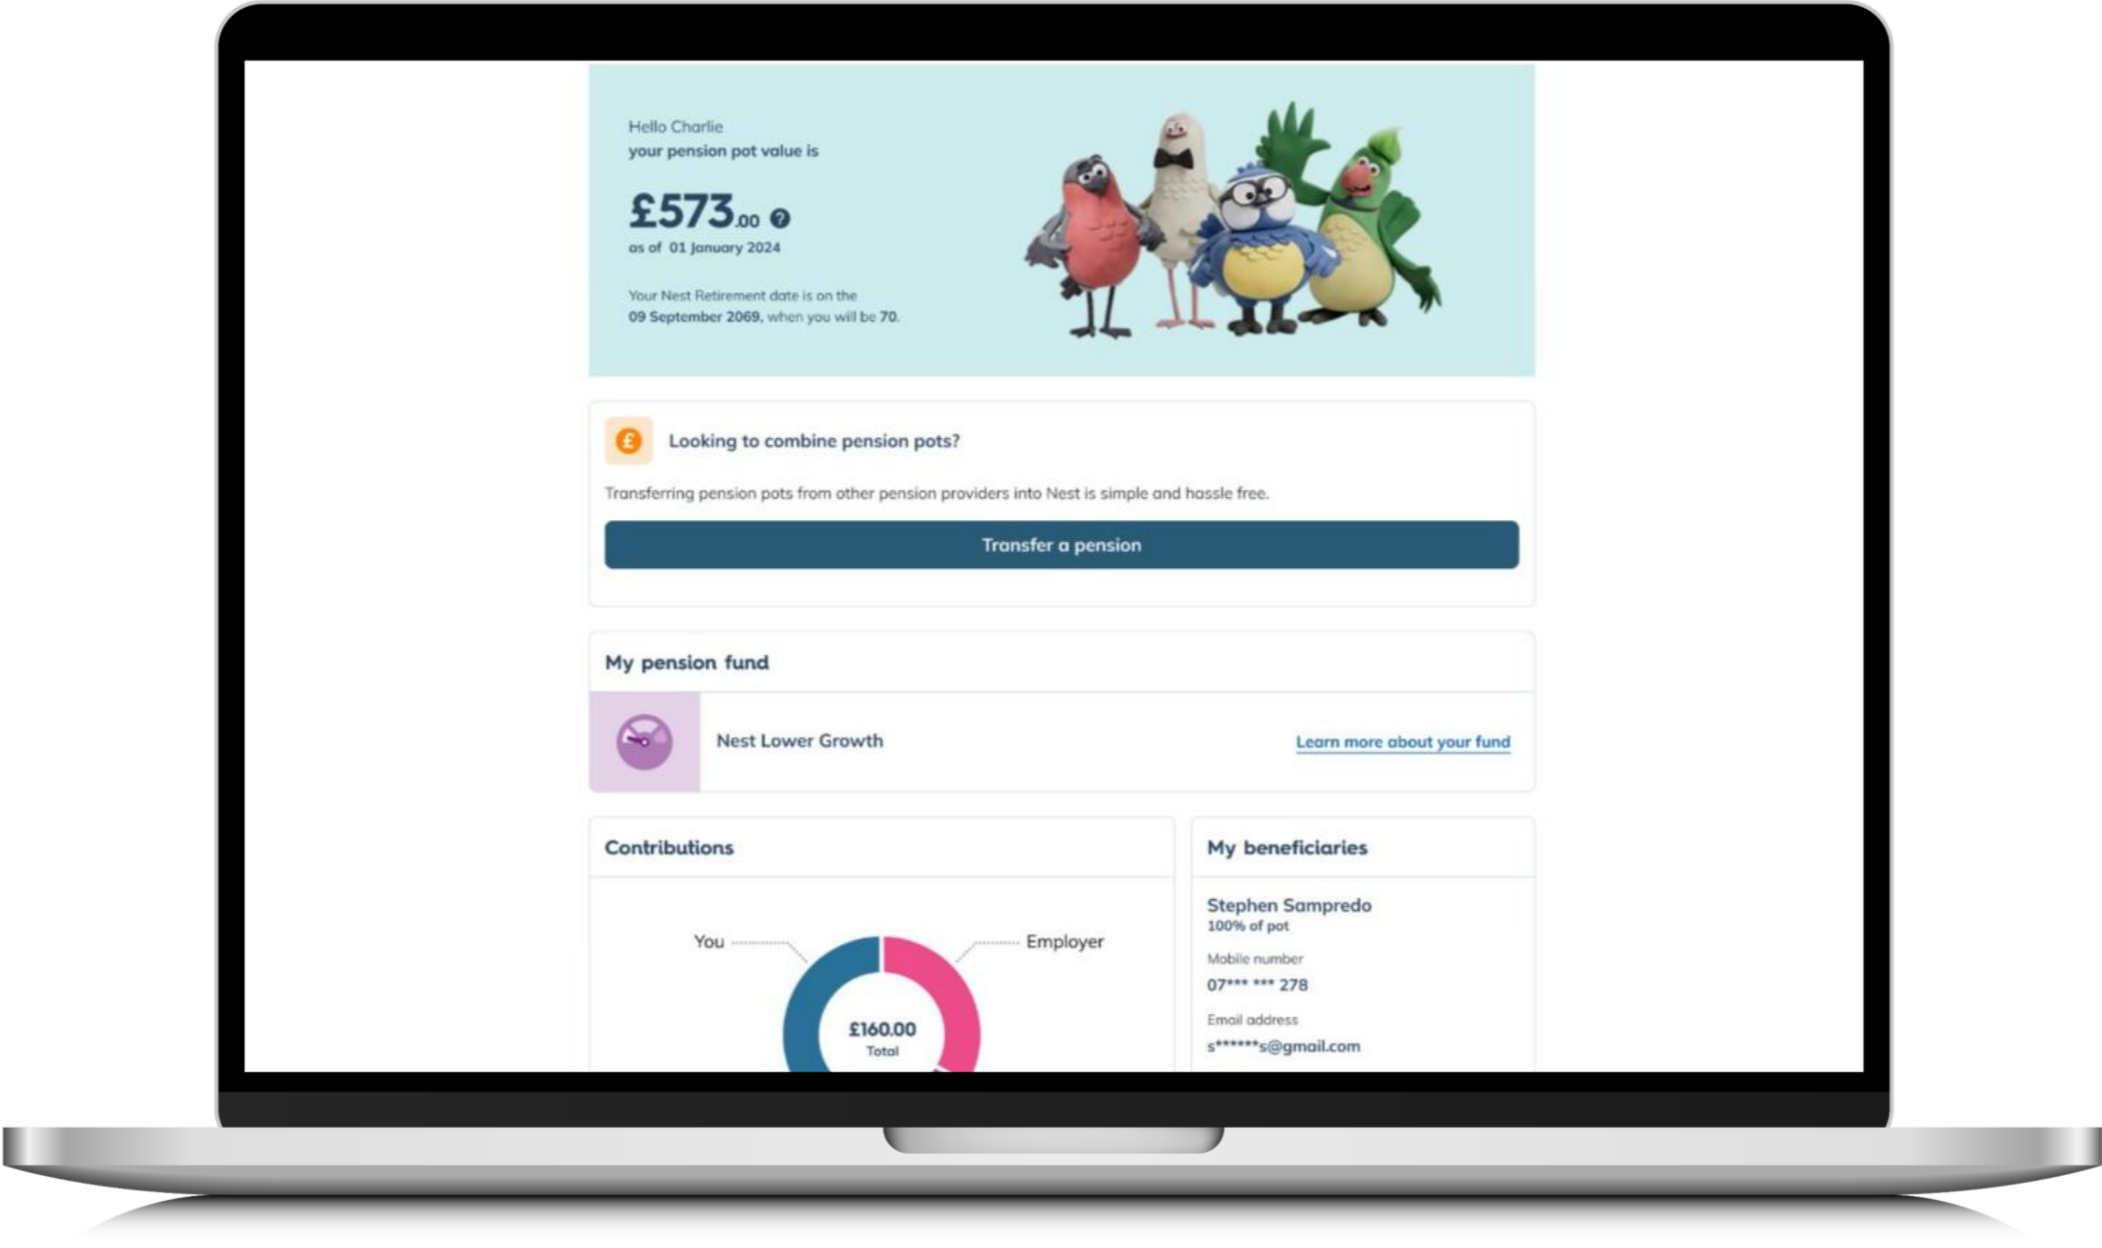 Hello Charlie
your pension pot value is
£573.00 ?
as of 01 January 2024
Your Nest Retirement date is on the
09 September 2069, when you will be 70.
£ Looking to combine pension pots?
Transferring pension pots from other pension providers into Nest is simple and hassle free.
Transfer a pension
My pension fund
Nest Lower Growth
Learn more about your fund
Contributions
You
Employer
£160.00
Total
My beneficiaries
Stephen Sampredo
100% of pot
Mobile number
07*** *** 278
Email address
s******s@gmail.com